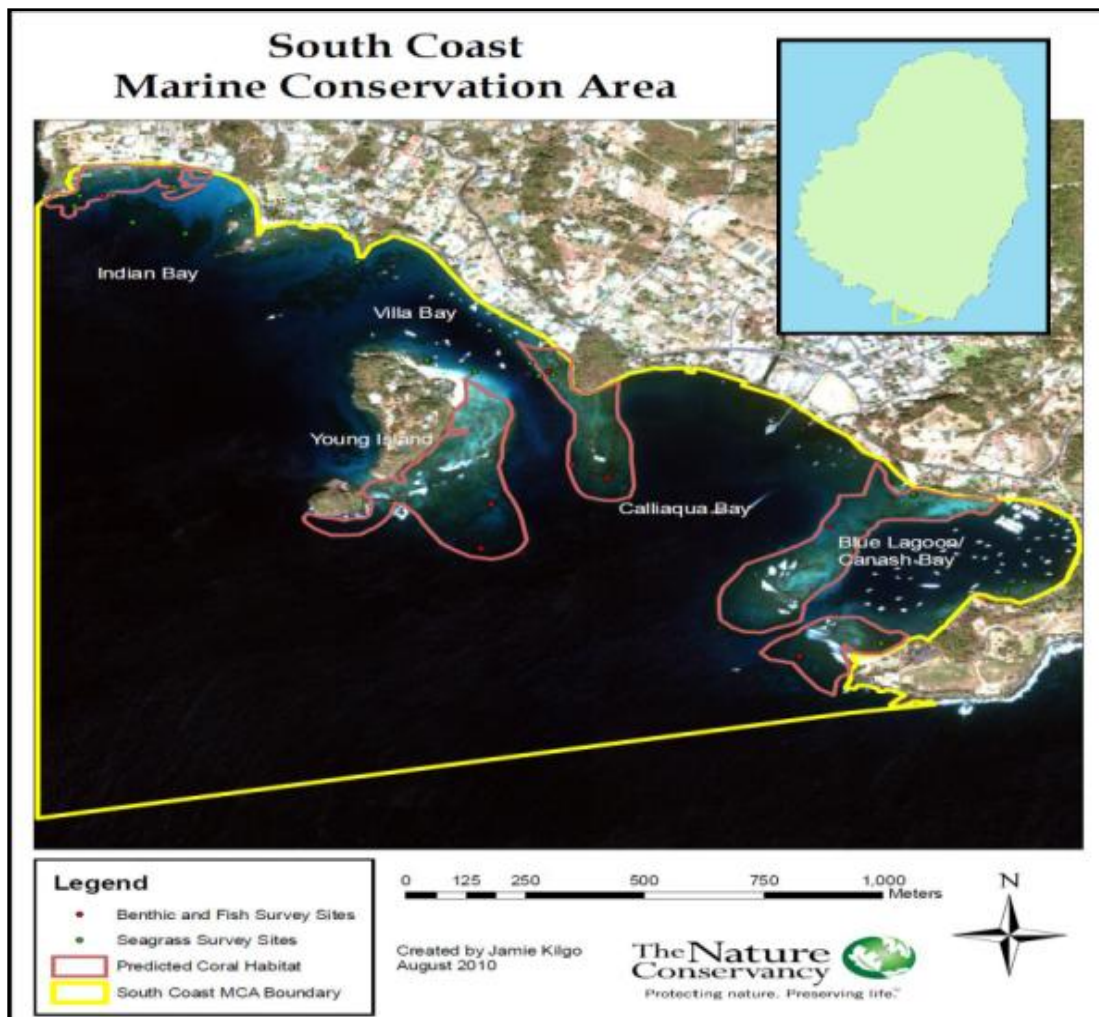 South Coast
Marine Conservation Area
Indian Bay
Villa Bay
Young Island
Calliaqua Bay
Blue Lagoon/
Canash Bay
Legend
Benthic and Fish Survey Sites
Seagrass Survey Sites
Predicted Coral Habitat
South Coast MCA Boundary
0 125 250 500 750 1,000
Meters
Created by Jamie Kilgo
August 2010
The Nature
Conservancy
Protecting nature. Preserving life.™
N